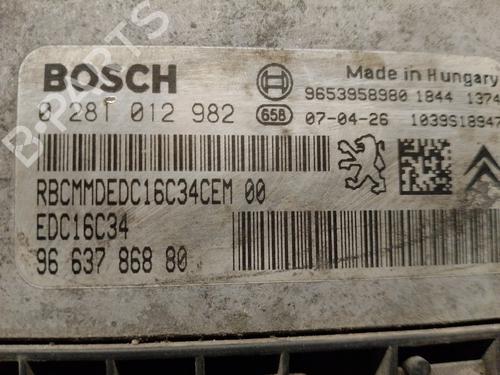 BOSCH
Made in Hungary
9653958980 1844 1374
0 281 012 982
658
07-04-26 1039S18947
RBCMMDEDC16C34CEM 00
EDC16C34
96 637 868 80
B-PARTS